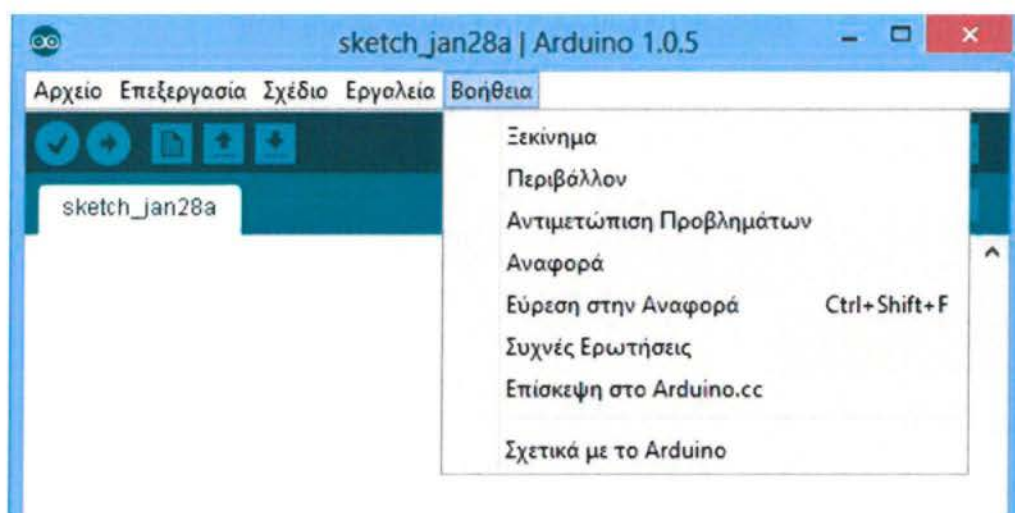 sketch_jan28a | Arduino 1.0.5
Αρχείο Επεξεργασία Σχέδιο Εργαλεία Βοήθεια
Ξεκίνημα
Περιβάλλον
sketch_jan28a
Αντιμετώπιση Προβλημάτων
Αναφορά
Εύρεση στην Αναφορά Ctrl+Shift+F
Συχνές Ερωτήσεις
Επίσκεψη στο Arduino.cc
Σχετικά με το Arduino